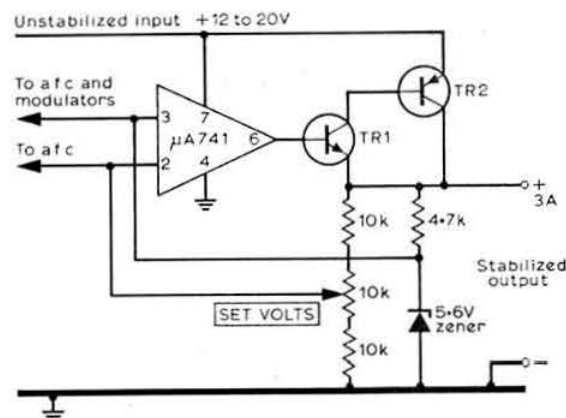 Unstabilized input +12 to 20V
To a f c and
modulators
3
7
TR2
µA741
6
To a f c
2
4
TR1
+
3A
10k
4·7k
Stabilized
output
10k
SET VOLTS
5·6V
zener
10k
−